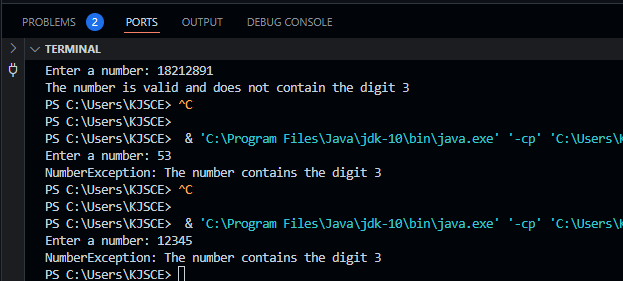 PROBLEMS 2 PORTS OUTPUT DEBUG CONSOLE
TERMINAL
Enter a number: 18212891
The number is valid and does not contain the digit 3
PS C:\Users\KJSCE> ^C
PS C:\Users\KJSCE>
PS C:\Users\KJSCE>  & 'C:\Program Files\Java\jdk-10\bin\java.exe' '-cp' 'C:\Users\K
Enter a number: 53
NumberException: The number contains the digit 3
PS C:\Users\KJSCE> ^C
PS C:\Users\KJSCE>
PS C:\Users\KJSCE>  & 'C:\Program Files\Java\jdk-10\bin\java.exe' '-cp' 'C:\Users\K
Enter a number: 12345
NumberException: The number contains the digit 3
PS C:\Users\KJSCE>